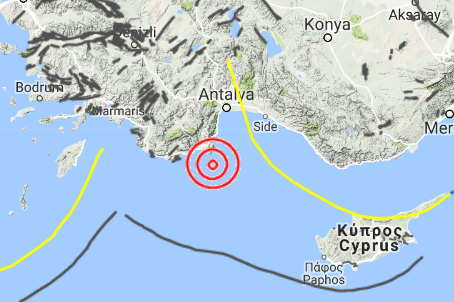 Aksaray
Konya
Denizli
Bodrum
Antalya
Marmaris
Side
Mer
Κύπρος
Cyprus
Πάφος
Paphos